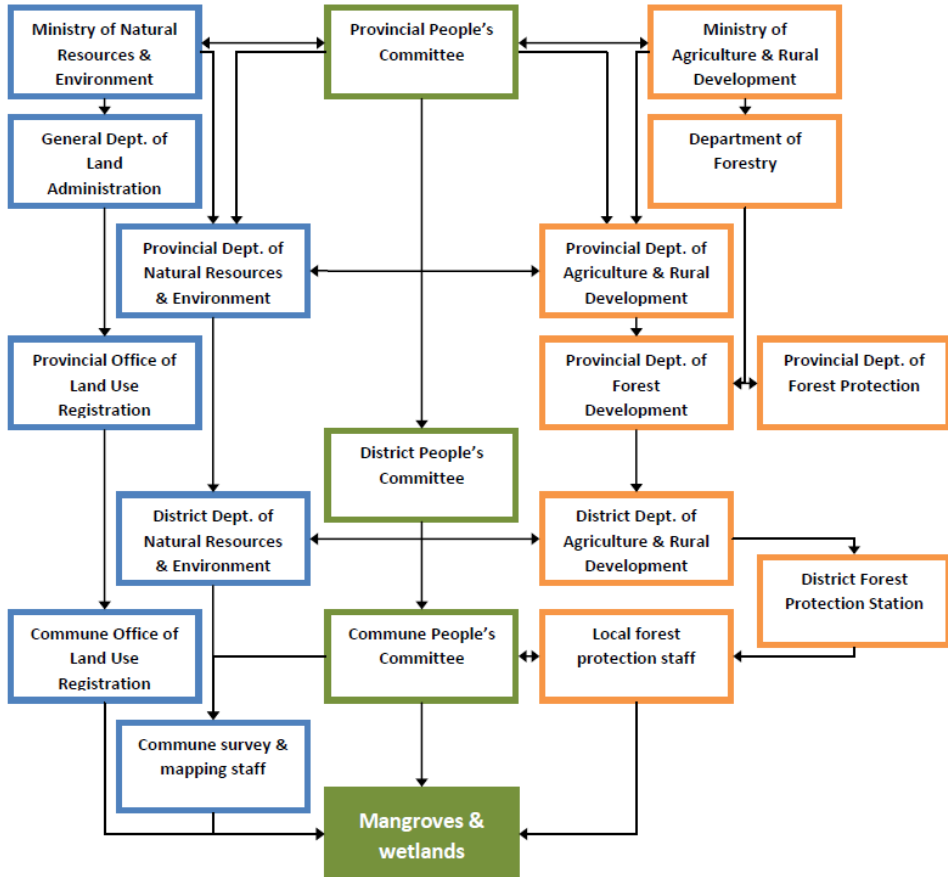 Ministry of Natural
Resources &
Environment
Provincial People's
Committee
Ministry of
Agriculture & Rural
Development
General Dept. of
Land
Administration
Department of
Forestry
Provincial Dept. of
Natural Resources
& Environment
Provincial Dept. of
Agriculture & Rural
Development
Provincial Office of
Land Use
Registration
Provincial Dept. of
Forest
Development
Provincial Dept. of
Forest Protection
District People's
Committee
District Dept. of
Natural Resources
& Environment
District Dept. of
Agriculture & Rural
Development
District Forest
Protection Station
Commune Office of
Land Use
Registration
Commune People's
Committee
Local forest
protection staff
Commune survey &
mapping staff
Mangroves &
wetlands